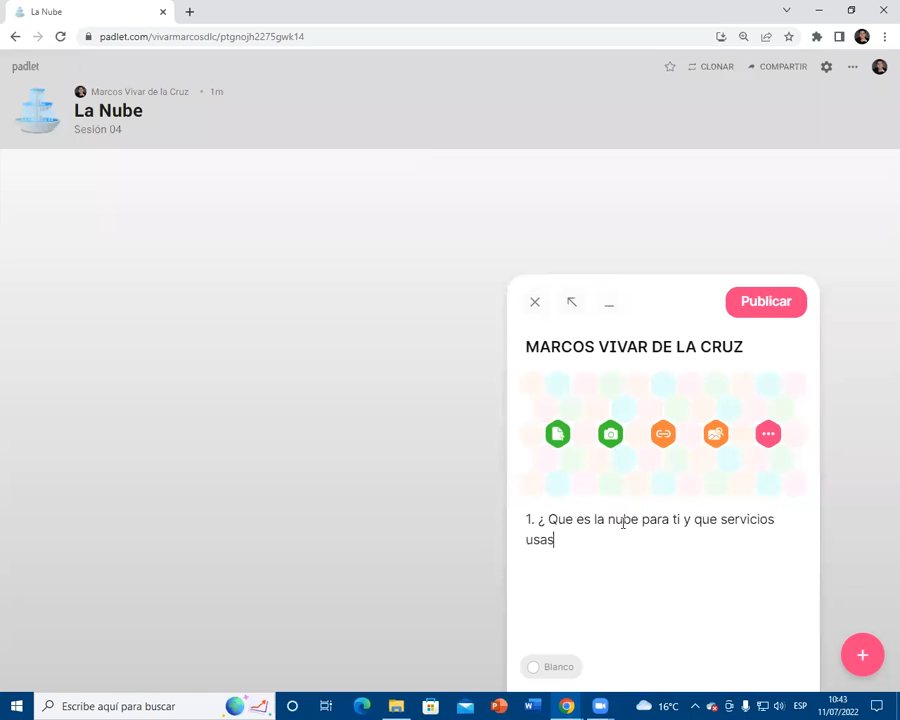 La Nube
padlet.com/vivarmarcosdlc/ptgnojh2275gwk14
padlet
CLONAR
COMPARTIR
Marcos Vivar de la Cruz • 1m
La Nube
Sesión 04
Publicar
MARCOS VIVAR DE LA CRUZ
1. ¿ Que es la nube para ti y que servicios
usas
Blanco
Escribe aquí para buscar
16°C
ESP
10:43
11/07/2022